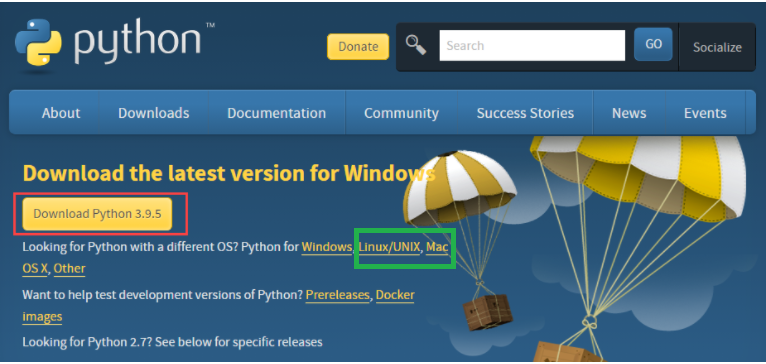 python™
Donate
Search
GO
Socialize
About Downloads Documentation Community Success Stories News Events
Download the latest version for Windows
Download Python 3.9.5
Looking for Python with a different OS? Python for Windows, Linux/UNIX, Mac
OS X, Other
Want to help test development versions of Python? Prereleases, Docker
images
Looking for Python 2.7? See below for specific releases